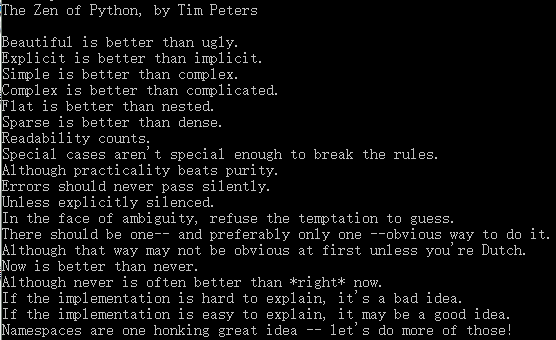 The Zen of Python, by Tim Peters

Beautiful is better than ugly.
Explicit is better than implicit.
Simple is better than complex.
Complex is better than complicated.
Flat is better than nested.
Sparse is better than dense.
Readability counts.
Special cases aren't special enough to break the rules.
Although practicality beats purity.
Errors should never pass silently.
Unless explicitly silenced.
In the face of ambiguity, refuse the temptation to guess.
There should be one-- and preferably only one --obvious way to do it.
Although that way may not be obvious at first unless you're Dutch.
Now is better than never.
Although never is often better than *right* now.
If the implementation is hard to explain, it's a bad idea.
If the implementation is easy to explain, it may be a good idea.
Namespaces are one honking great idea -- let's do more of those!